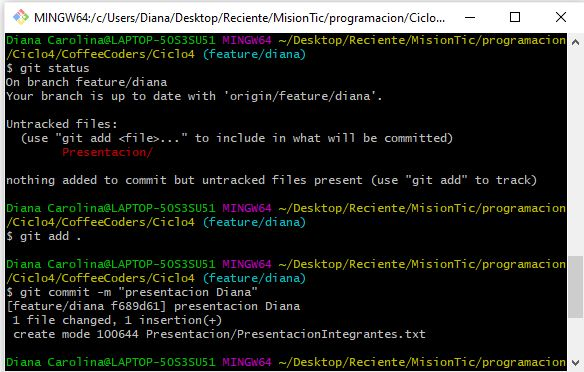 MINGW64:/c/Users/Diana/Desktop/Reciente/MisionTic/programacion/Ciclo...
Diana Carolina@LAPTOP-5OS3SU51 MINGW64 ~/Desktop/Reciente/MisionTic/programacion
/Ciclo4/CoffeeCoders/Ciclo4 (feature/diana)
$ git status
On branch feature/diana
Your branch is up to date with 'origin/feature/diana'.
Untracked files:
  (use "git add <file>..." to include in what will be committed)
        Presentacion/
nothing added to commit but untracked files present (use "git add" to track)
Diana Carolina@LAPTOP-5OS3SU51 MINGW64 ~/Desktop/Reciente/MisionTic/programacion
/Ciclo4/CoffeeCoders/Ciclo4 (feature/diana)
$ git add .
Diana Carolina@LAPTOP-5OS3SU51 MINGW64 ~/Desktop/Reciente/MisionTic/programacion
/Ciclo4/CoffeeCoders/Ciclo4 (feature/diana)
$ git commit -m "presentacion Diana"
[feature/diana f689d61] presentacion Diana
 1 file changed, 1 insertion(+)
 create mode 100644 Presentacion/PresentacionIntegrantes.txt
Diana Carolina@LAPTOP-5OS3SU51 MINGW64 ~/Desktop/Reciente/MisionTic/programacion